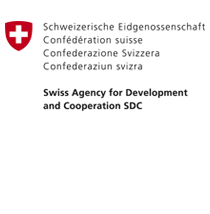 Schweizerische Eidgenossenschaft
Confédération suisse
Confederazione Svizzera
Confederaziun svizra
Swiss Agency for Development
and Cooperation SDC